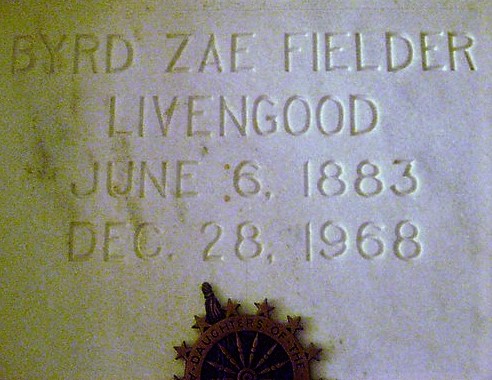 BYRD ZAE FIELDER
LIVENGOOD
JUNE 6, 1883
DEC. 28, 1968
DAUGHTERS OF THE